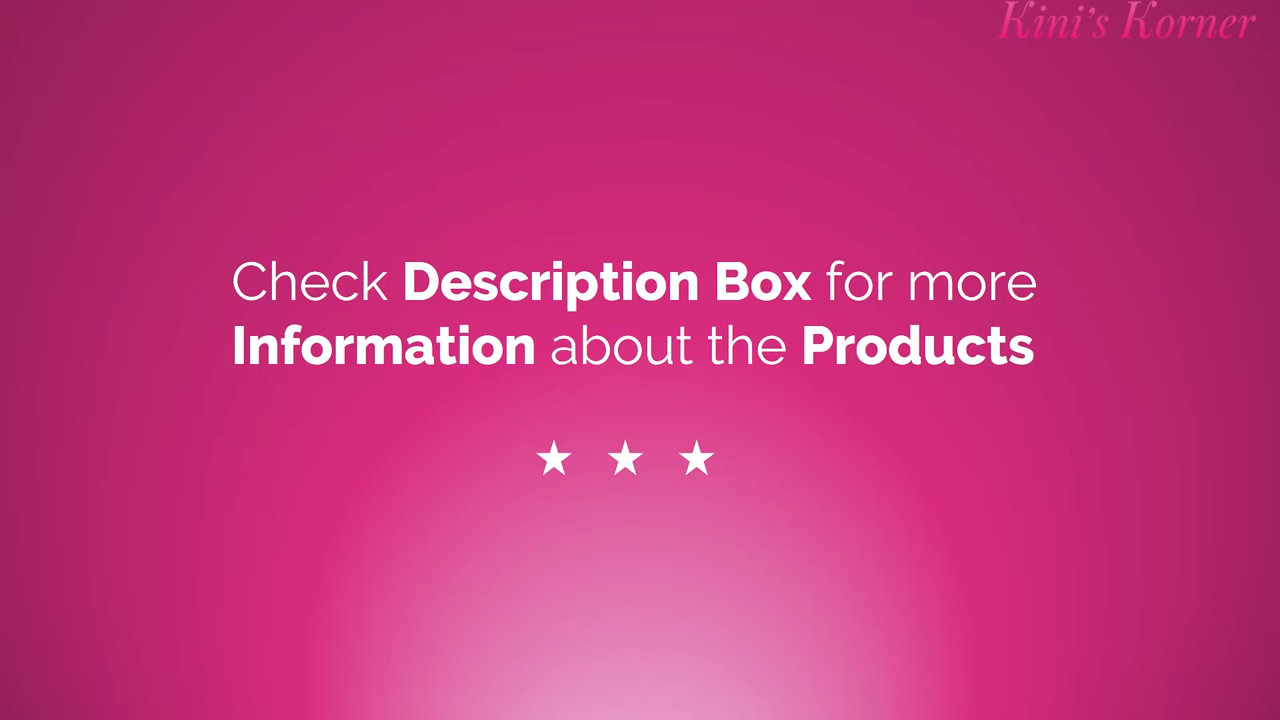 Kini's Korner
Check Description Box for more
Information about the Products